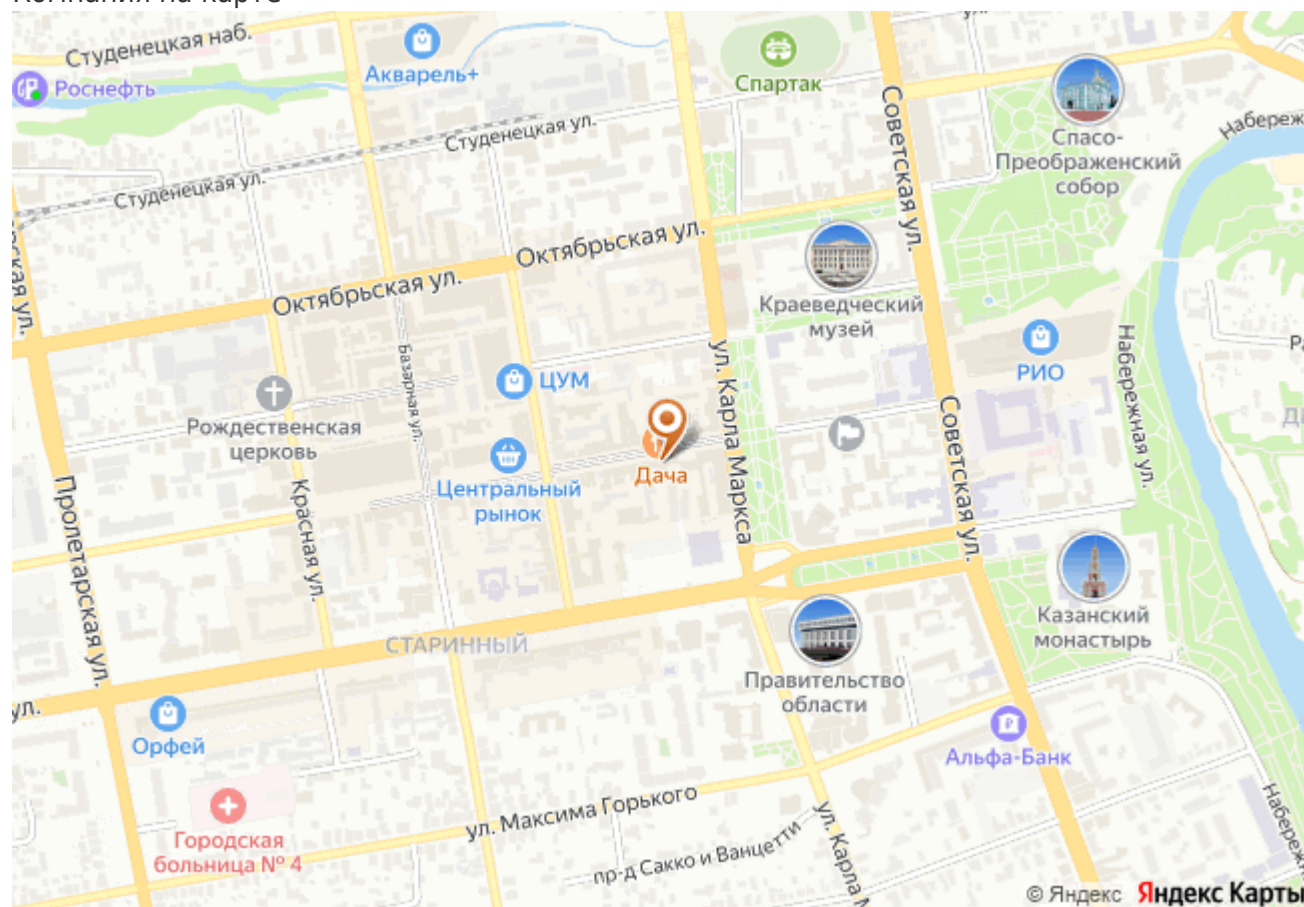 Компания на карте
Студенецкая наб.
Акварель+
Роснефть
Спартак
ул.
Советская ул.
Спасо-
Преображенский
собор
Студенецкая ул.
Студенецкая ул.
Октябрьская ул.
Октябрьская ул.
Краеведческий
музей
РИО
Набережная ул.
Базарная ул.
ЦУМ
ул. Карла Маркса
Рождественская
церковь
Дача
Центральный
рынок
Советская ул.
Красная ул.
Пролетарская ул.
СТАРИННЫЙ
Казанский
монастырь
Правительство
области
ул.
Орфей
Альфа-Банк
ул. Максима Горького
Городская
больница № 4
пр-д Сакко и Ванцетти
ул. Карла
© Яндекс Яндекс Карты